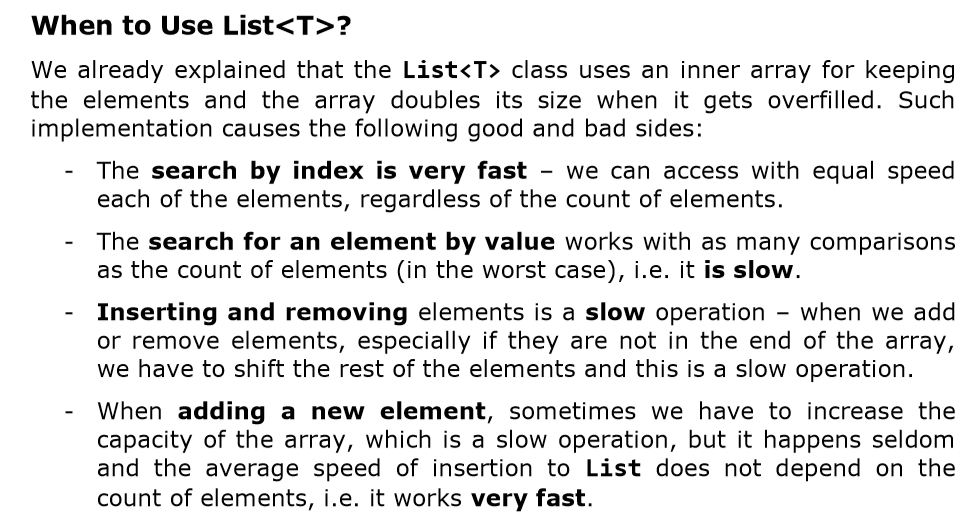 When to Use List<T>?
We already explained that the List<T> class uses an inner array for keeping
the elements and the array doubles its size when it gets overfilled. Such
implementation causes the following good and bad sides:
- The search by index is very fast – we can access with equal speed
each of the elements, regardless of the count of elements.
- The search for an element by value works with as many comparisons
as the count of elements (in the worst case), i.e. it is slow.
- Inserting and removing elements is a slow operation – when we add
or remove elements, especially if they are not in the end of the array,
we have to shift the rest of the elements and this is a slow operation.
- When adding a new element, sometimes we have to increase the
capacity of the array, which is a slow operation, but it happens seldom
and the average speed of insertion to List does not depend on the
count of elements, i.e. it works very fast.